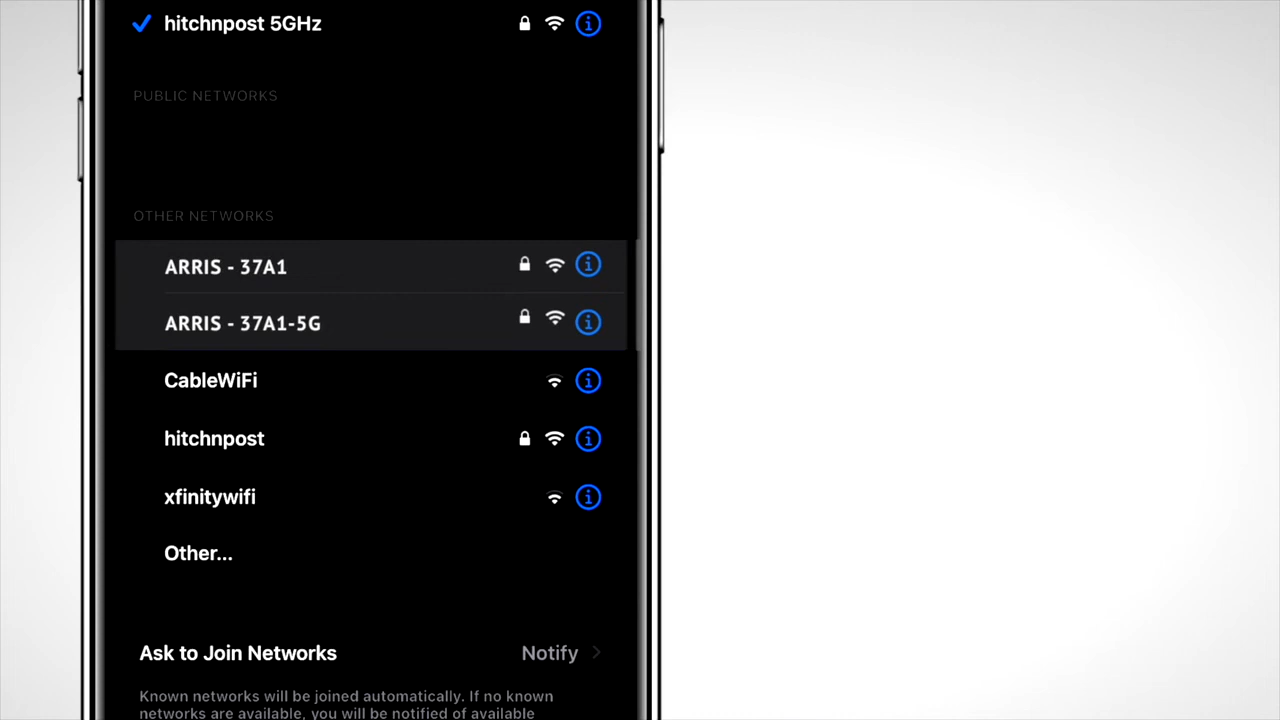 hitchnpost 5GHz
PUBLIC NETWORKS
OTHER NETWORKS
ARRIS - 37A1
ARRIS - 37A1-5G
CableWiFi
hitchnpost
xfinitywifi
Other...
Ask to Join Networks Notify
Known networks will be joined automatically. If no known
networks are available, you will be notified of available